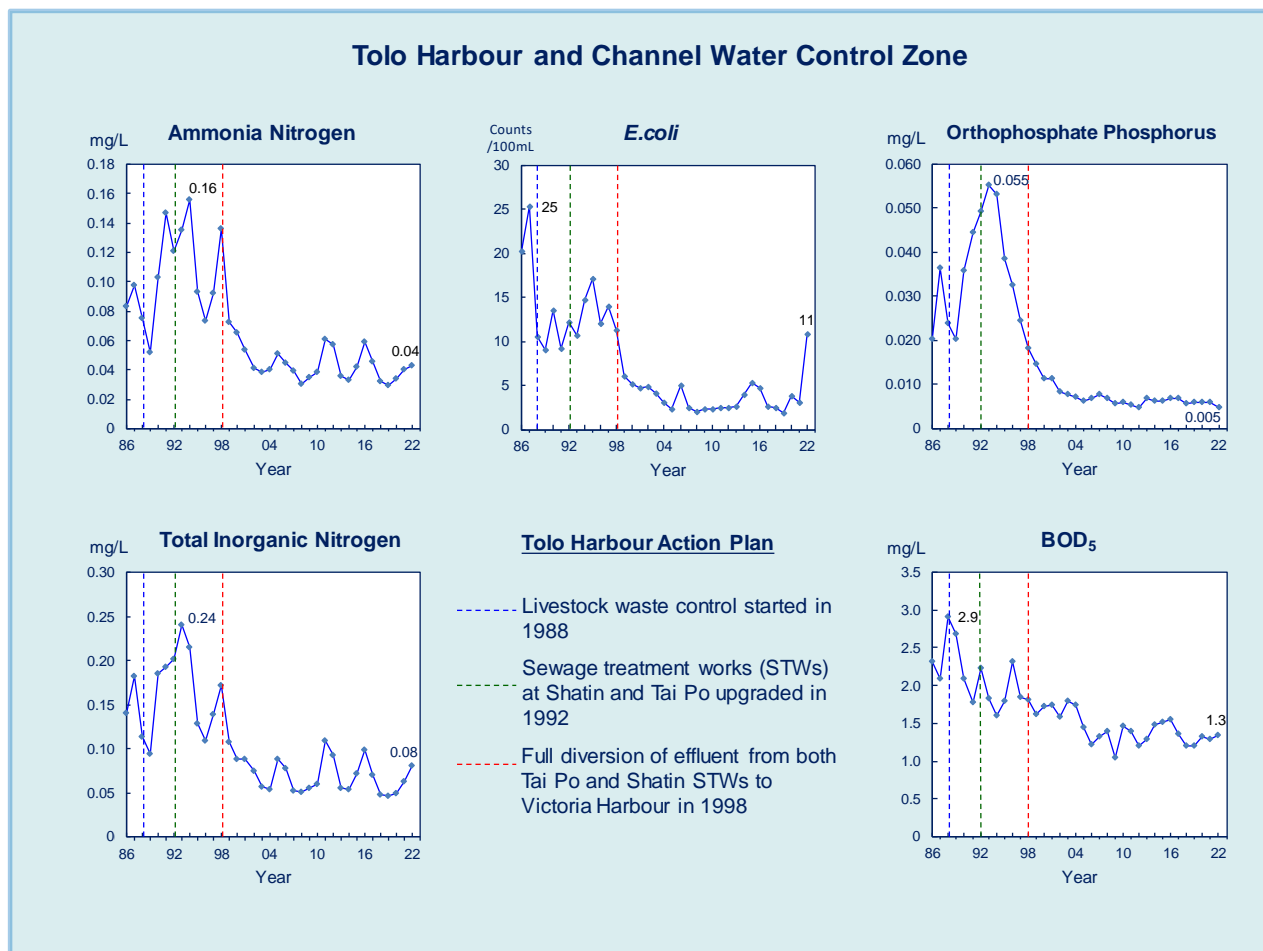 Tolo Harbour and Channel Water Control Zone
Ammonia Nitrogen
mg/L
0.18
0.16
0.14
0.12
0.10
0.08
0.06
0.04
0.02
0
0.16
0.04
86 92 98 04 10 16 22
Year
E.coli
Counts
/100mL
30
25
20
15
10
5
0
25
11
86 92 98 04 10 16 22
Year
Orthophosphate Phosphorus
mg/L
0.060
0.050
0.040
0.030
0.020
0.010
0
0.055
0.005
86 92 98 04 10 16 22
Year
Total Inorganic Nitrogen
mg/L
0.30
0.25
0.20
0.15
0.10
0.05
0
0.24
0.08
86 92 98 04 10 16 22
Year
Tolo Harbour Action Plan
Livestock waste control started in
1988
Sewage treatment works (STWs)
at Shatin and Tai Po upgraded in
1992
Full diversion of effluent from both
Tai Po and Shatin STWs to
Victoria Harbour in 1998
BOD5
mg/L
3.5
3.0
2.5
2.0
1.5
1.0
0.5
0
2.9
1.3
86 92 98 04 10 16 22
Year